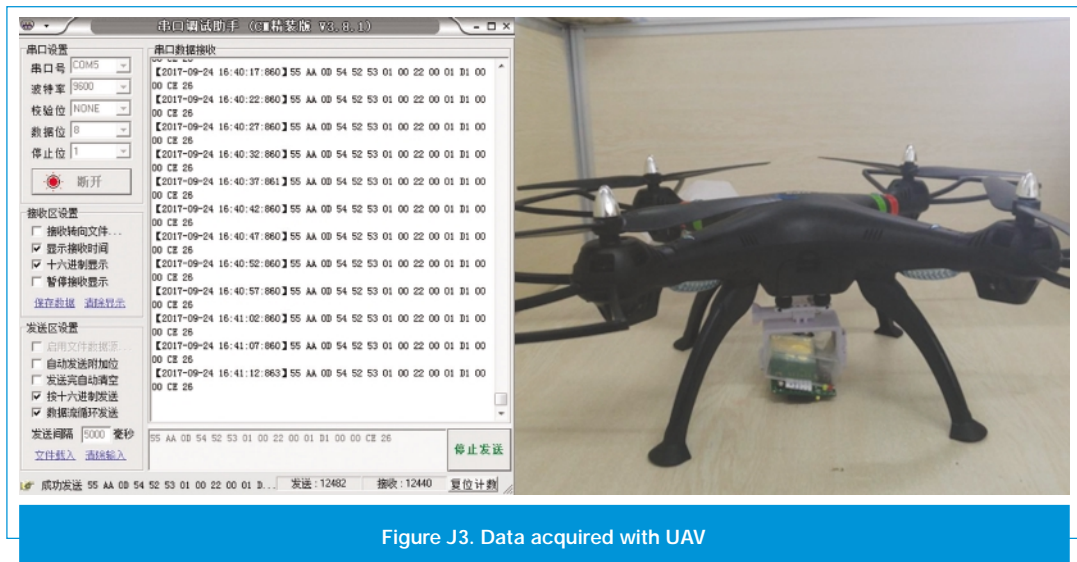 串口调试助手 (CM精装版 V3.8.1)
串口设置
串口号 COM5
波特率 9600
校验位 NONE
数据位 8
停止位 1
断开
接收区设置
接收转向文件...
显示接收时间
十六进制显示
暂停接收显示
保存数据 清除显示
发送区设置
启用文件数据源...
自动发送附加位
发送完自动清空
按十六进制发送
数据流循环发送
发送间隔 5000 毫秒
文件载入 清除输入
串口数据接收
00 CE 26
【2017-09-24 16:40:17:860】55 AA 0D 54 52 53 01 00 22 00 01 D1 00
00 CE 26
【2017-09-24 16:40:22:860】55 AA 0D 54 52 53 01 00 22 00 01 D1 00
00 CE 26
【2017-09-24 16:40:27:860】55 AA 0D 54 52 53 01 00 22 00 01 D1 00
00 CE 26
【2017-09-24 16:40:32:860】55 AA 0D 54 52 53 01 00 22 00 01 D1 00
00 CE 26
【2017-09-24 16:40:37:861】55 AA 0D 54 52 53 01 00 22 00 01 D1 00
00 CE 26
【2017-09-24 16:40:42:860】55 AA 0D 54 52 53 01 00 22 00 01 D1 00
00 CE 26
【2017-09-24 16:40:47:860】55 AA 0D 54 52 53 01 00 22 00 01 D1 00
00 CE 26
【2017-09-24 16:40:52:860】55 AA 0D 54 52 53 01 00 22 00 01 D1 00
00 CE 26
【2017-09-24 16:40:57:860】55 AA 0D 54 52 53 01 00 22 00 01 D1 00
00 CE 26
【2017-09-24 16:41:02:860】55 AA 0D 54 52 53 01 00 22 00 01 D1 00
00 CE 26
【2017-09-24 16:41:07:860】55 AA 0D 54 52 53 01 00 22 00 01 D1 00
00 CE 26
【2017-09-24 16:41:12:863】55 AA 0D 54 52 53 01 00 22 00 01 D1 00
00 CE 26
55 AA 0D 54 52 53 01 00 22 00 01 D1 00 00 CE 26
停止发送
成功发送 55 AA 0D 54 52 53 01 00 22 00 01 D... 发送:12482 接收:12440 复位计数
Figure J3. Data acquired with UAV